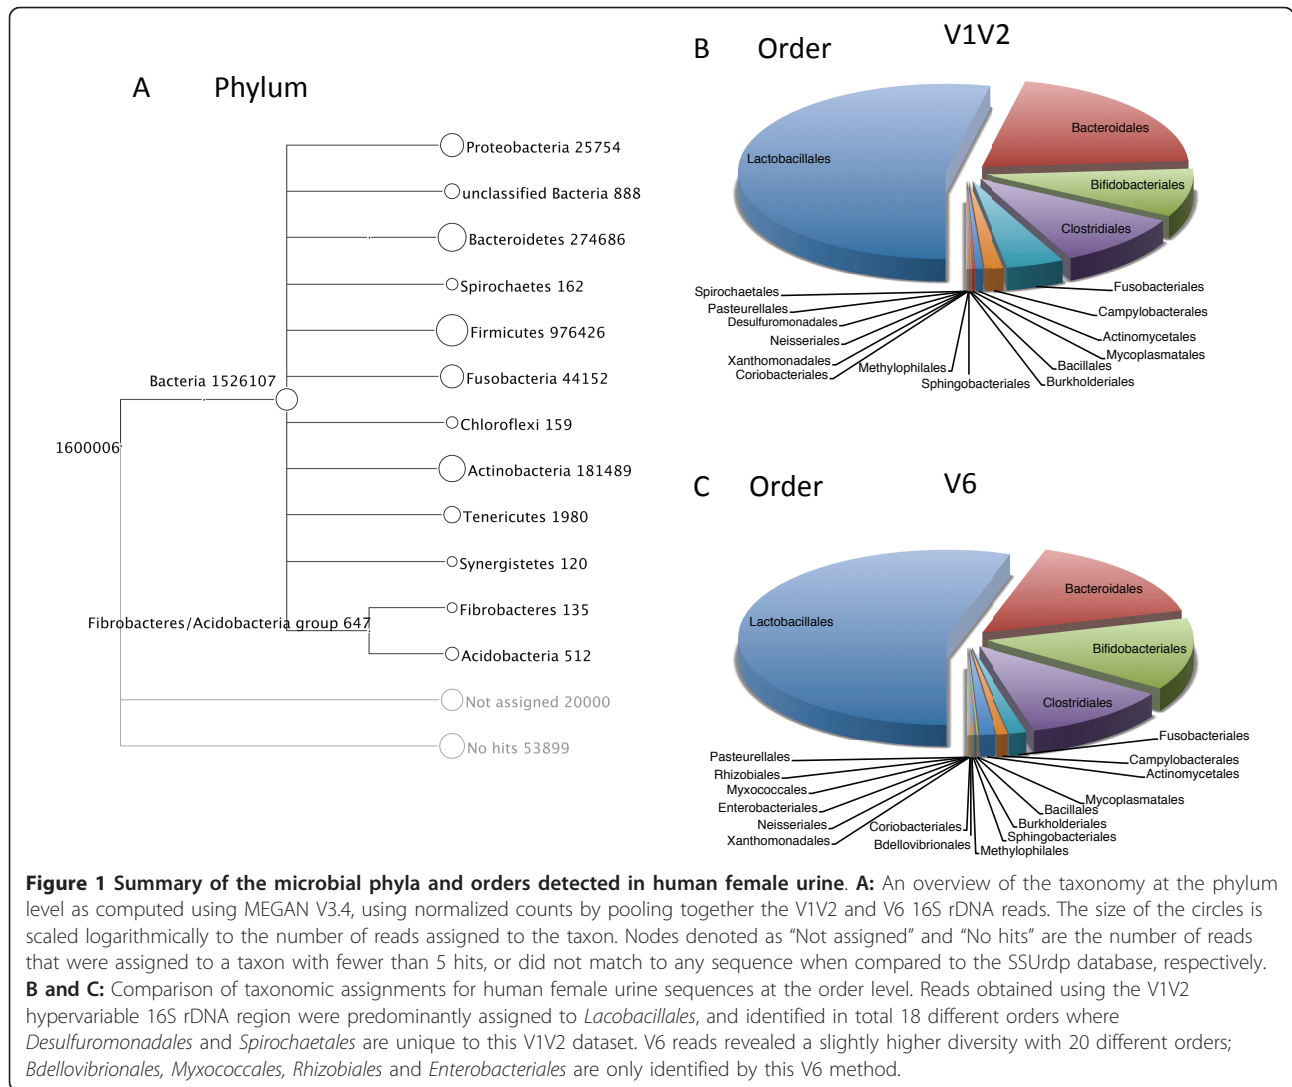 A Phylum
Proteobacteria 25754
unclassified Bacteria 888
Bacteroidetes 274686
Spirochaetes 162
Firmicutes 976426
Bacteria 1526107
Fusobacteria 44152
Chloroflexi 159
1600006
Actinobacteria 181489
Tenericutes 1980
Synergistetes 120
Fibrobacteres/Acidobacteria group 647
Fibrobacteres 135
Acidobacteria 512
Not assigned 20000
No hits 53899
B Order V1V2
Lactobacillales
Bacteroidales
Bifidobacteriales
Clostridiales
Fusobacteriales
Campylobacterales
Actinomycetales
Mycoplasmatales
Bacillales
Burkholderiales
Sphingobacteriales
Methylophilales
Spirochaetales
Pasteurellales
Desulfuromonadales
Neisseriales
Xanthomonadales
Coriobacteriales
C Order V6
Lactobacillales
Bacteroidales
Bifidobacteriales
Clostridiales
Fusobacteriales
Campylobacterales
Actinomycetales
Mycoplasmatales
Bacillales
Burkholderiales
Sphingobacteriales
Methylophilales
Pasteurellales
Rhizobiales
Myxococcales
Enterobacteriales
Neisseriales
Xanthomonadales
Coriobacteriales
Bdellovibrionales
Figure 1 Summary of the microbial phyla and orders detected in human female urine. A: An overview of the taxonomy at the phylum
level as computed using MEGAN V3.4, using normalized counts by pooling together the V1V2 and V6 16S rDNA reads. The size of the circles is
scaled logarithmically to the number of reads assigned to the taxon. Nodes denoted as “Not assigned” and “No hits” are the number of reads
that were assigned to a taxon with fewer than 5 hits, or did not match to any sequence when compared to the SSUrdp database, respectively.
B and C: Comparison of taxonomic assignments for human female urine sequences at the order level. Reads obtained using the V1V2
hypervariable 16S rDNA region were predominantly assigned to Lacobacillales, and identified in total 18 different orders where
Desulfuromonadales and Spirochaetales are unique to this V1V2 dataset. V6 reads revealed a slightly higher diversity with 20 different orders;
Bdellovibrionales, Myxococcales, Rhizobiales and Enterobacteriales are only identified by this V6 method.